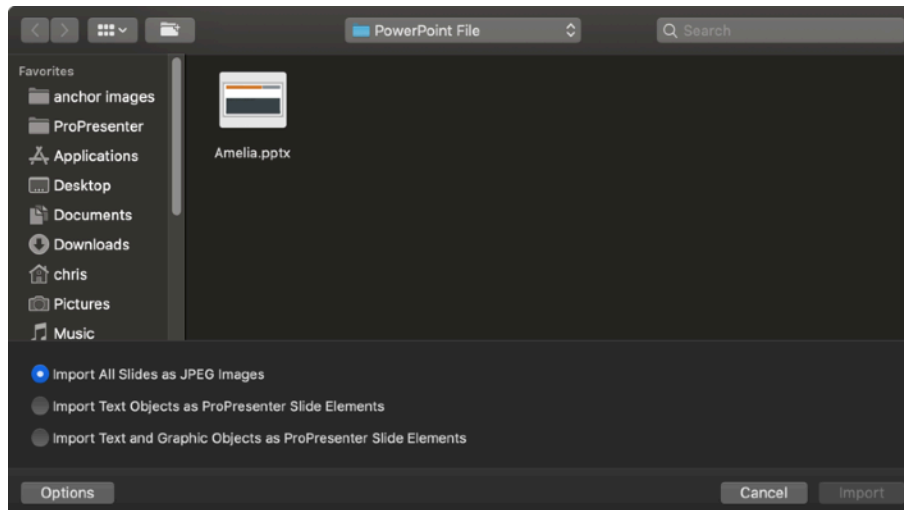 PowerPoint File
Search
Favorites
anchor images
ProPresenter
Applications
Desktop
Documents
Downloads
chris
Pictures
Music
Amelia.pptx
Import All Slides as JPEG Images
Import Text Objects as ProPresenter Slide Elements
Import Text and Graphic Objects as ProPresenter Slide Elements
Options
Cancel
Import